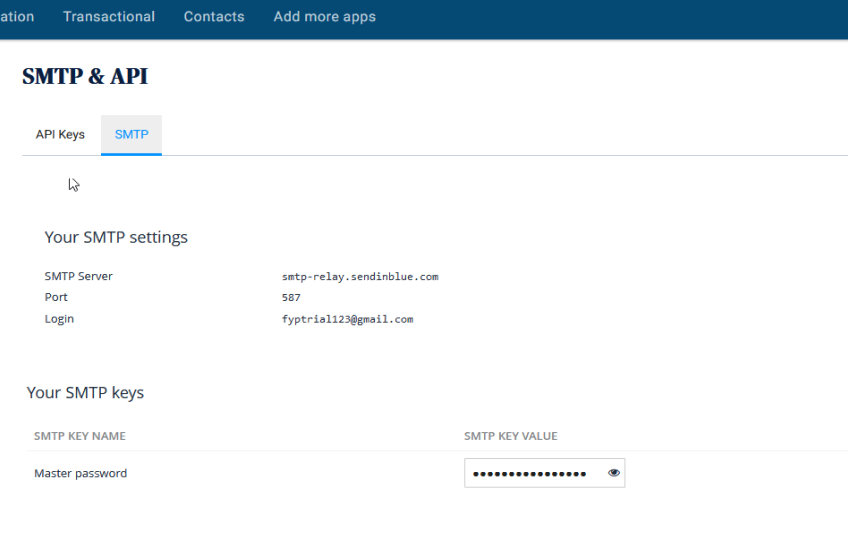 ation Transactional Contacts Add more apps
SMTP & API
API Keys SMTP
Your SMTP settings
SMTP Server smtp-relay.sendinblue.com
Port 587
Login fyptrial123@gmail.com
Your SMTP keys
SMTP KEY NAME SMTP KEY VALUE
Master password ••••••••••••••••